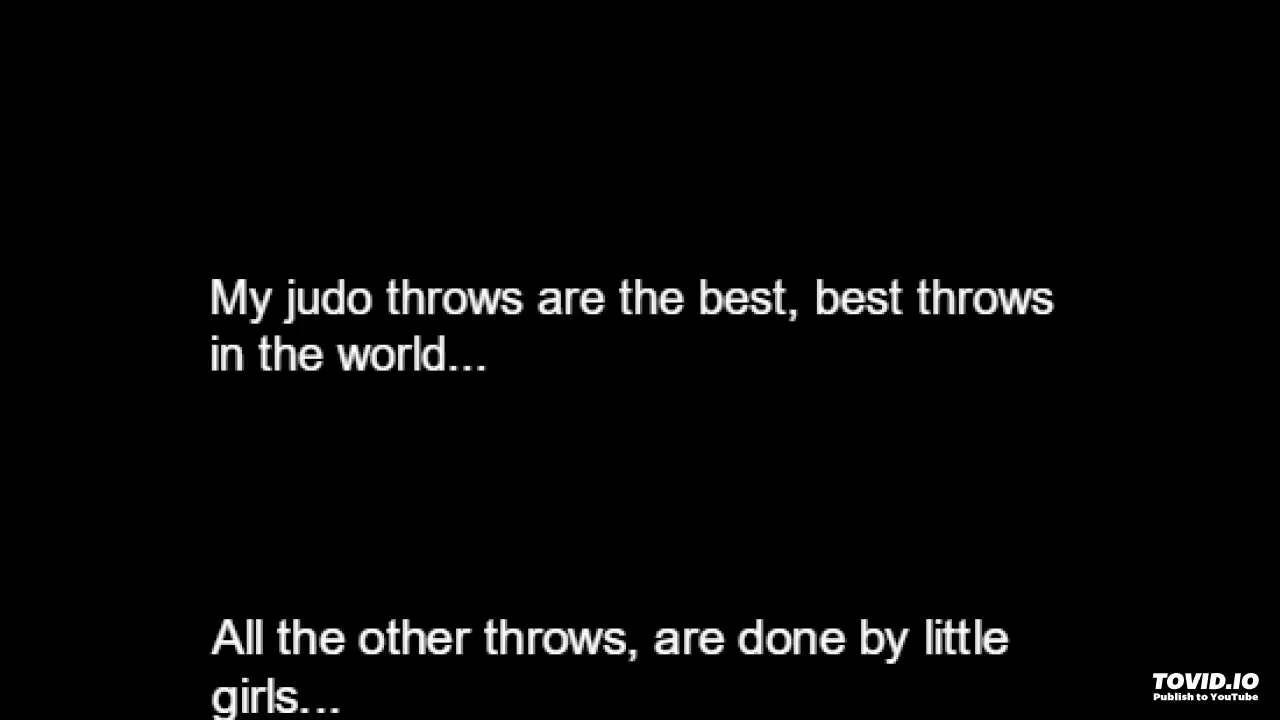 My judo throws are the best, best throws
in the world...
All the other throws, are done by little
girls...
TOVID.IO
Publish to YouTube